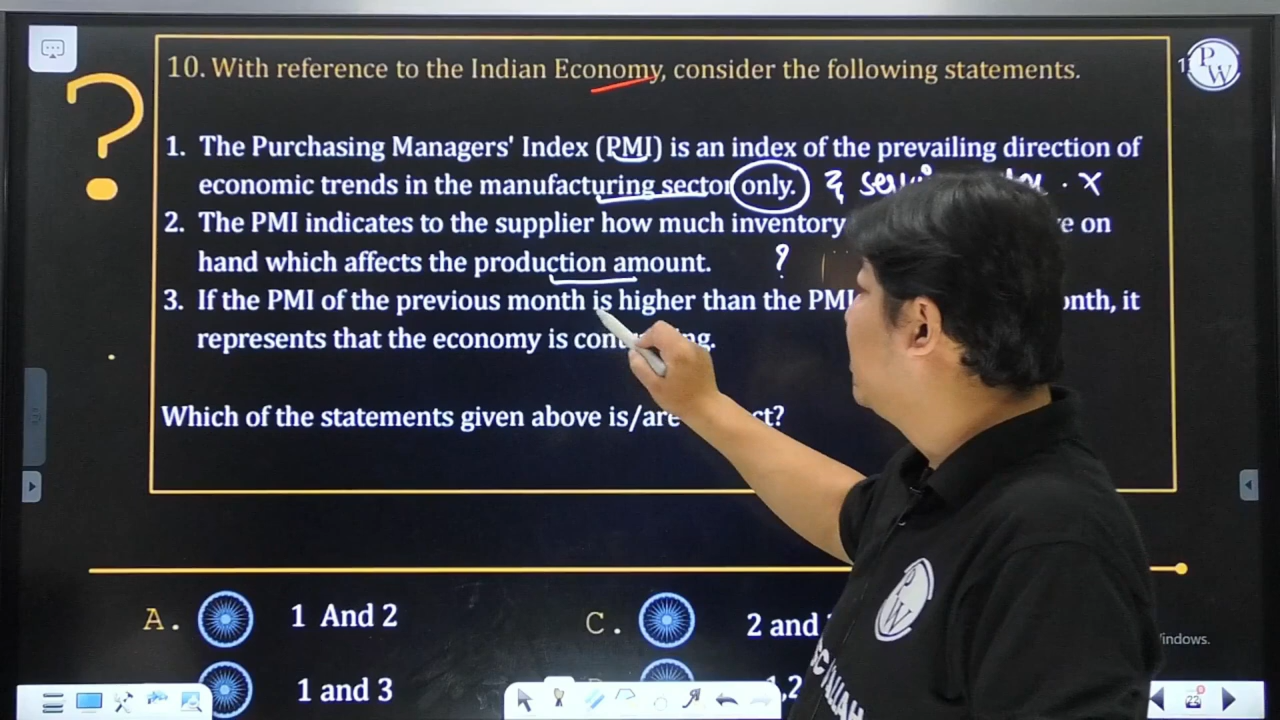 10. With reference to the Indian Economy, consider the following statements.
PW
1. The Purchasing Managers' Index (PMI) is an index of the prevailing direction of
economic trends in the manufacturing sector only. &
2. The PMI indicates to the supplier how much inventory on
hand which affects the production amount. ?
3. If the PMI of the previous month is higher than the PMI it
represents that the economy is
Which of the statements given above is/are
A. 1 And 2
C. 2 and
1 and 3
PW